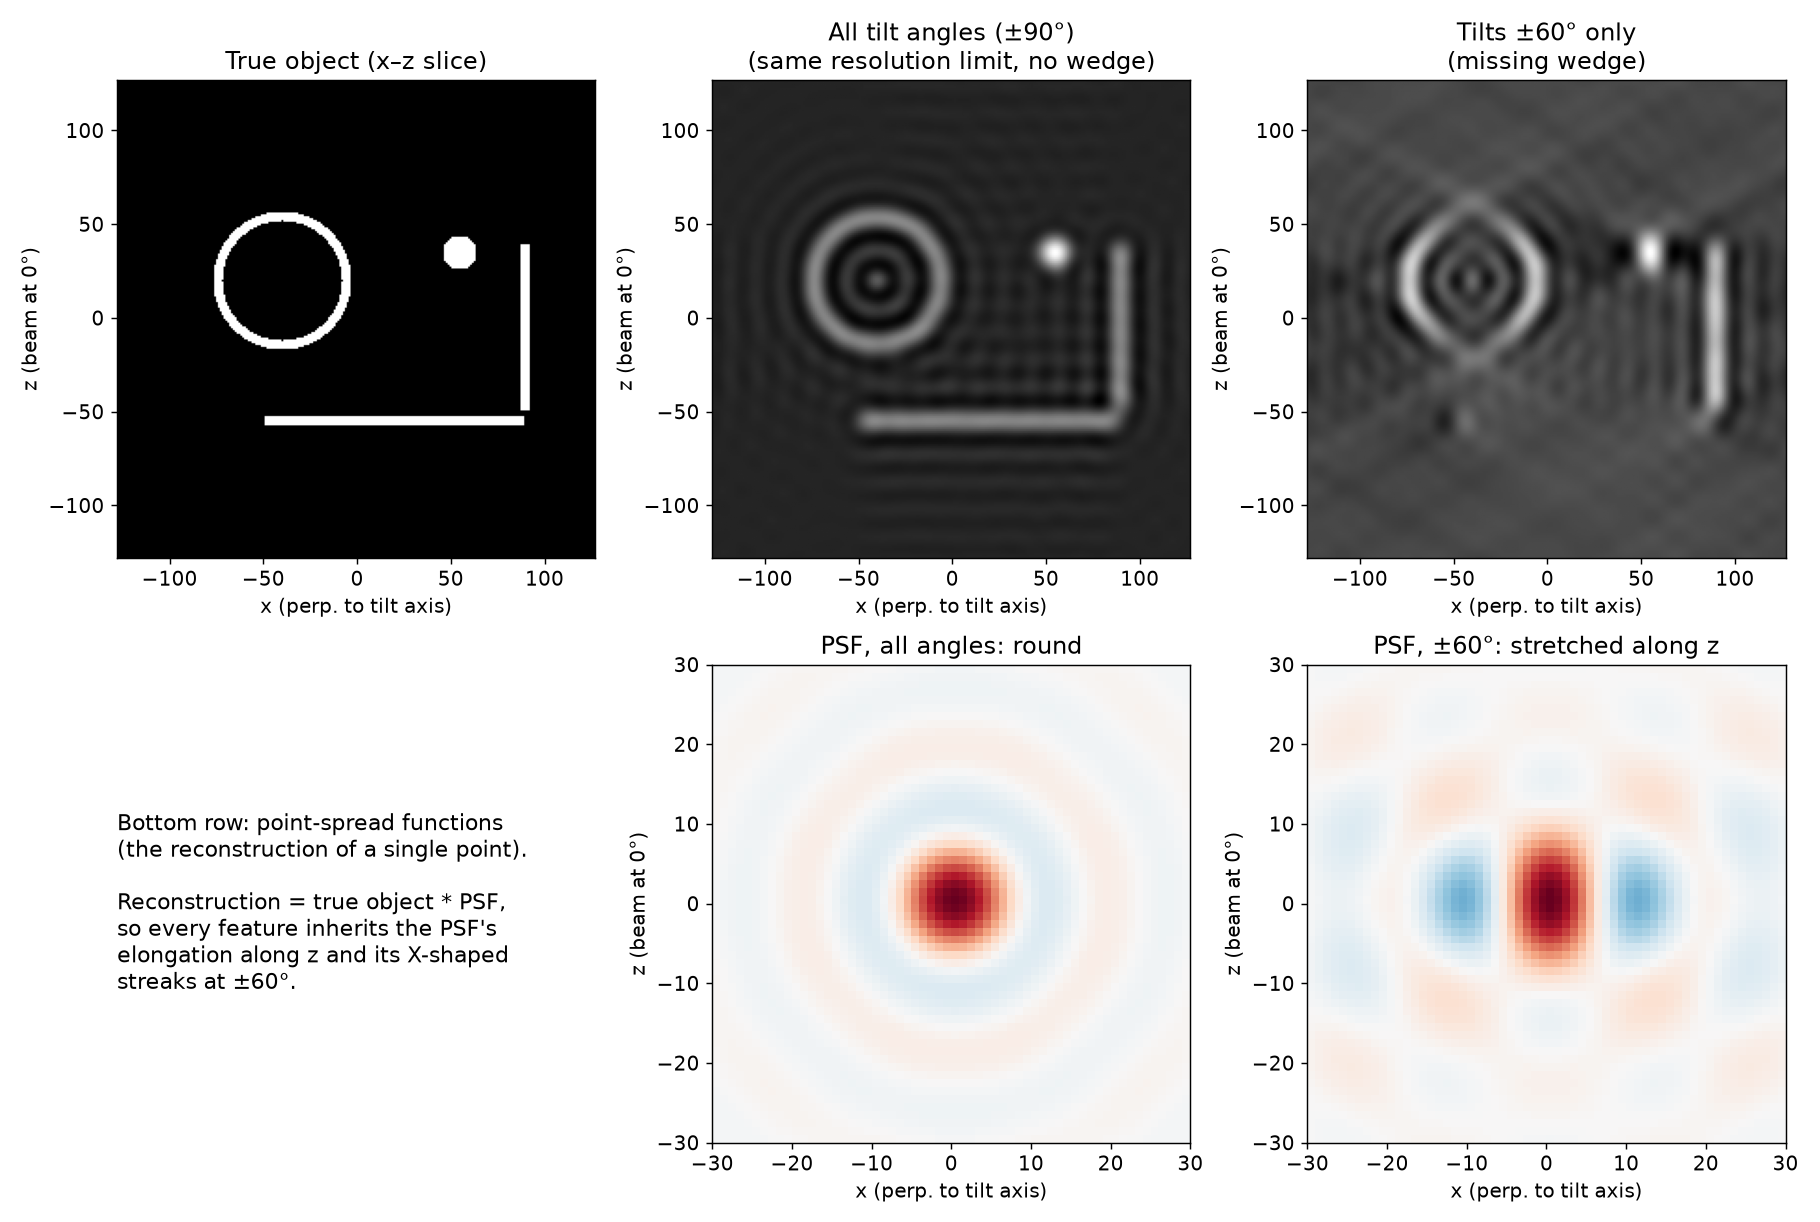 True object (x–z slice)
All tilt angles (±90°)
(same resolution limit, no wedge)
Tilts ±60° only
(missing wedge)
100
50
0
−50
−100
z (beam at 0°)
−100
−50
0
50
100
x (perp. to tilt axis)
100
50
0
−50
−100
z (beam at 0°)
−100
−50
0
50
100
x (perp. to tilt axis)
100
50
0
−50
−100
z (beam at 0°)
−100
−50
0
50
100
x (perp. to tilt axis)
Bottom row: point-spread functions
(the reconstruction of a single point).
Reconstruction = true object * PSF,
so every feature inherits the PSF's
elongation along z and its X-shaped
streaks at ±60°.
PSF, all angles: round
30
20
10
0
−10
−20
−30
z (beam at 0°)
−30
−20
−10
0
10
20
30
x (perp. to tilt axis)
PSF, ±60°: stretched along z
30
20
10
0
−10
−20
−30
z (beam at 0°)
−30
−20
−10
0
10
20
30
x (perp. to tilt axis)